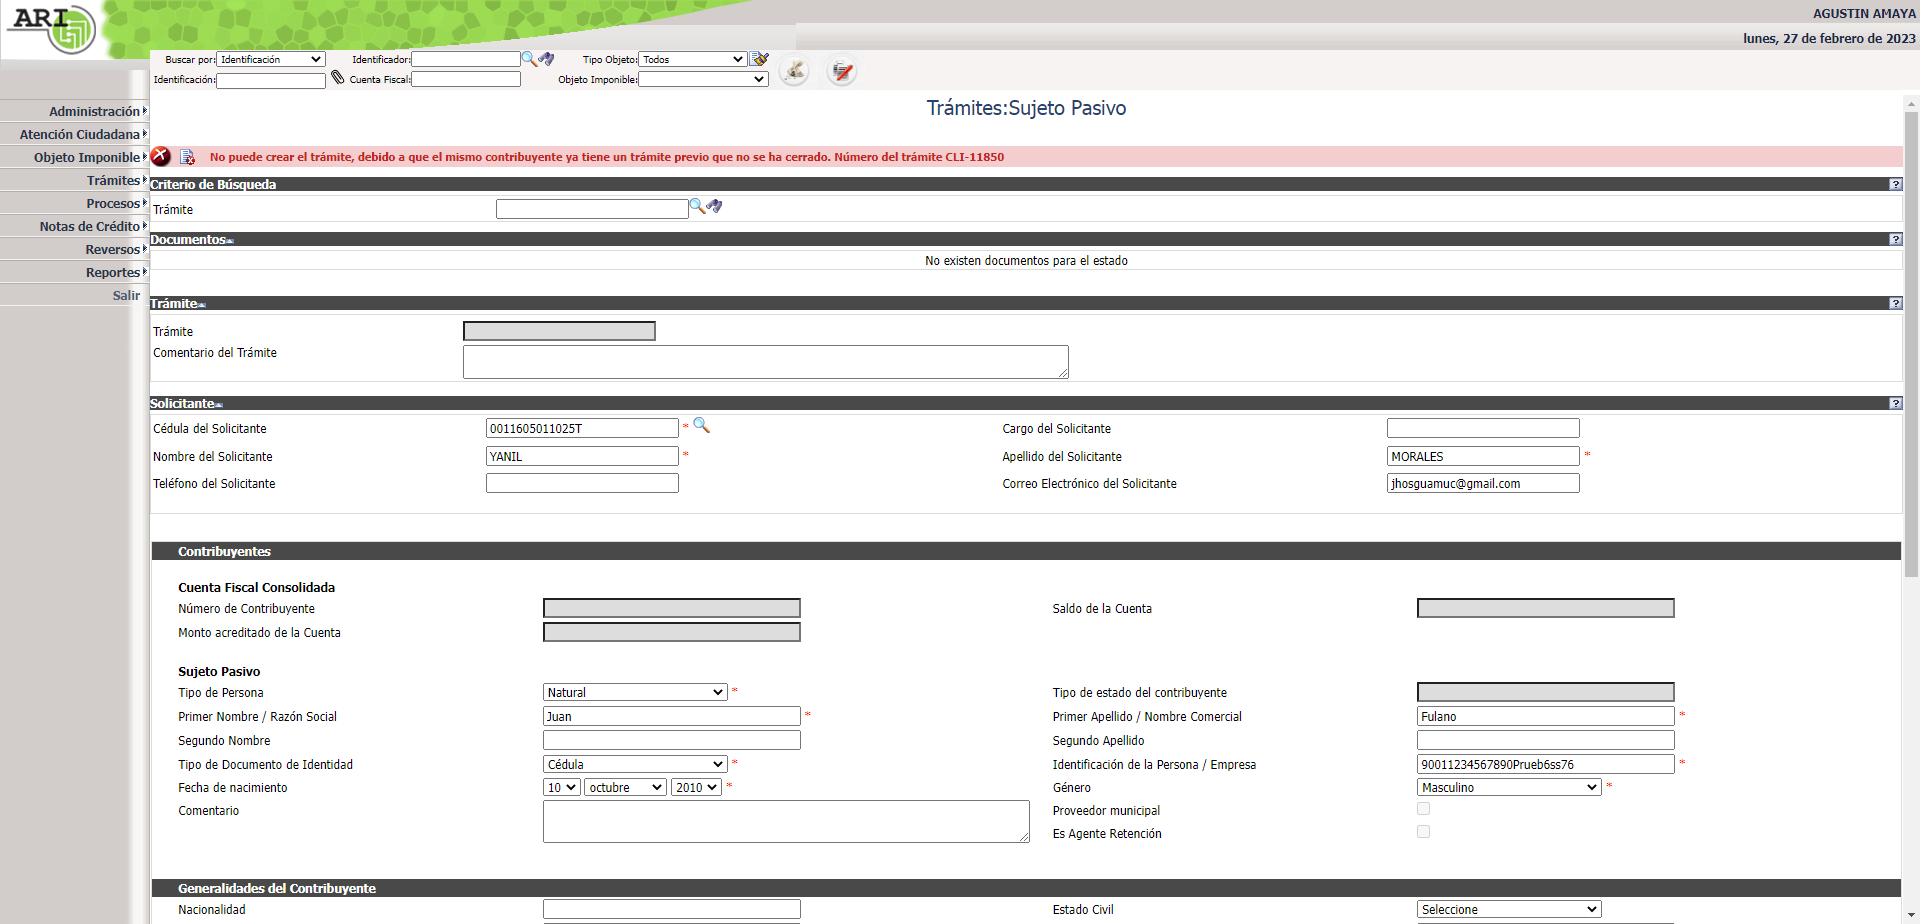 ARI
AGUSTIN AMAYA
lunes, 27 de febrero de 2023
Buscar por: Identificación Identificador: Tipo Objeto: Todos
Identificación: Cuenta Fiscal: Objeto Imponible:
Administración
Atención Ciudadana
Objeto Imponible
Trámites
Procesos
Notas de Crédito
Reversos
Reportes
Salir
Trámites:Sujeto Pasivo
No puede crear el trámite, debido a que el mismo contribuyente ya tiene un trámite previo que no se ha cerrado. Número del trámite CLI-11850
Criterio de Búsqueda ?
Trámite
Documentos ?
No existen documentos para el estado
Trámite ?
Trámite
Comentario del Trámite
Solicitante ?
Cédula del Solicitante 0011605011025T * Cargo del Solicitante
Nombre del Solicitante YANIL * Apellido del Solicitante MORALES *
Teléfono del Solicitante Correo Electrónico del Solicitante jhosguamuc@gmail.com
Contribuyentes
Cuenta Fiscal Consolidada
Número de Contribuyente Saldo de la Cuenta
Monto acreditado de la Cuenta
Sujeto Pasivo
Tipo de Persona Natural * Tipo de estado del contribuyente
Primer Nombre / Razón Social Juan * Primer Apellido / Nombre Comercial Fulano *
Segundo Nombre Segundo Apellido
Tipo de Documento de Identidad Cédula * Identificación de la Persona / Empresa 90011234567890Prueb6ss76 *
Fecha de nacimiento 10 octubre 2010 * Género Masculino *
Comentario Proveedor municipal
Es Agente Retención
Generalidades del Contribuyente
Nacionalidad Estado Civil Seleccione